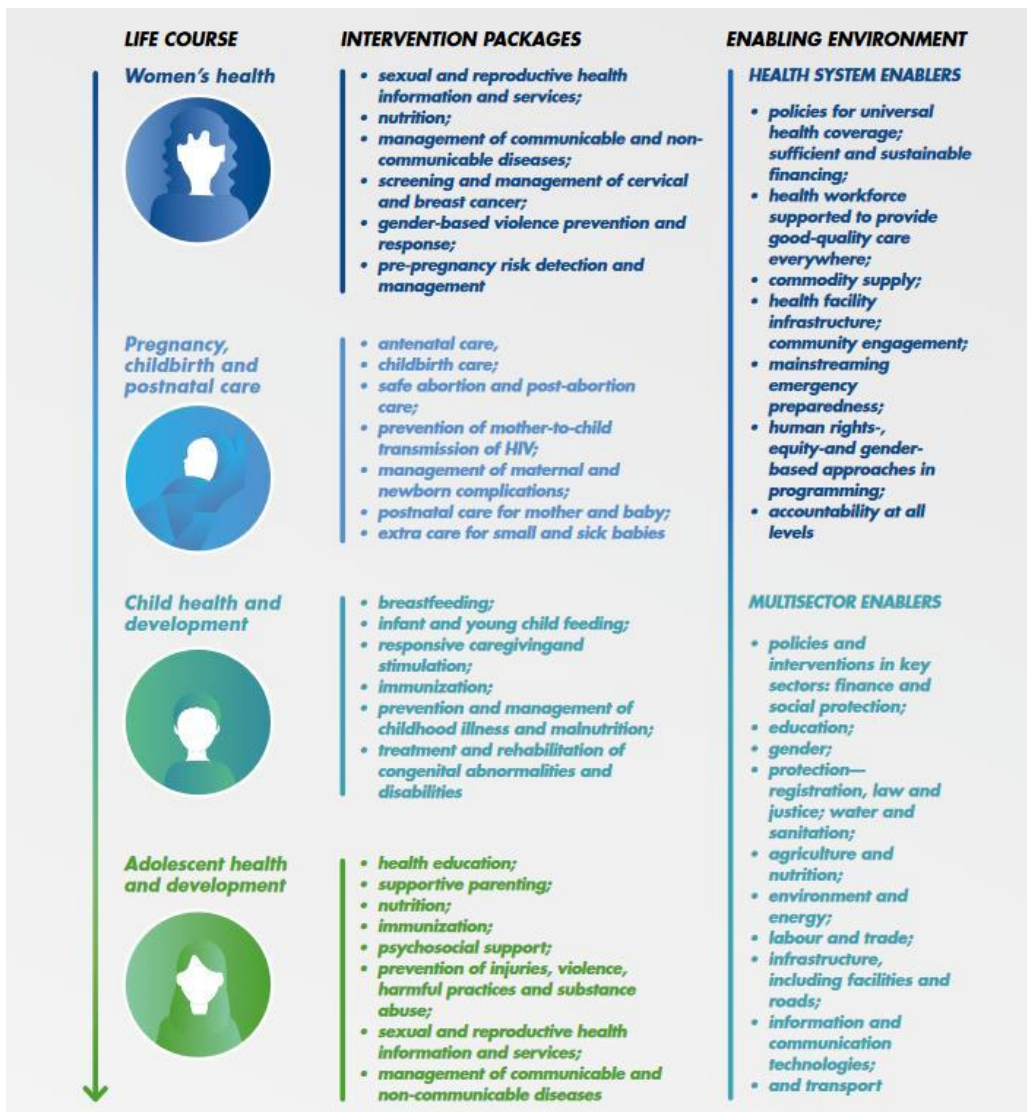 LIFE COURSE
INTERVENTION PACKAGES
ENABLING ENVIRONMENT
Women's health
• sexual and reproductive health
information and services;
• nutrition;
• management of communicable and non-
communicable diseases;
• screening and management of cervical
and breast cancer;
• gender-based violence prevention and
response;
• pre-pregnancy risk detection and
management
Pregnancy,
childbirth and
postnatal care
• antenatal care,
• childbirth care;
• safe abortion and post-abortion
care;
• prevention of mother-to-child
transmission of HIV;
• management of maternal and
newborn complications;
• postnatal care for mother and baby;
• extra care for small and sick babies
Child health and
development
• breastfeeding;
• infant and young child feeding;
• responsive caregivingand
stimulation;
• immunization;
• prevention and management of
childhood illness and malnutrition;
• treatment and rehabilitation of
congenital abnormalities and
disabilities
Adolescent health
and development
• health education;
• supportive parenting;
• nutrition;
• immunization;
• psychosocial support;
• prevention of injuries, violence,
harmful practices and substance
abuse;
• sexual and reproductive health
information and services;
• management of communicable and
non-communicable diseases
HEALTH SYSTEM ENABLERS
• policies for universal
health coverage;
sufficient and sustainable
financing;
• health workforce
supported to provide
good-quality care
everywhere;
• commodity supply;
• health facility
infrastructure;
community engagement;
• mainstreaming
emergency
preparedness;
• human rights-,
equity-and gender-
based approaches in
programming;
• accountability at all
levels
MULTISECTOR ENABLERS
• policies and
interventions in key
sectors: finance and
social protection;
• education;
• gender;
• protection—
registration, law and
justice; water and
sanitation;
• agriculture and
nutrition;
• environment and
energy;
• labour and trade;
• infrastructure,
including facilities and
roads;
• information and
communication
technologies;
• and transport